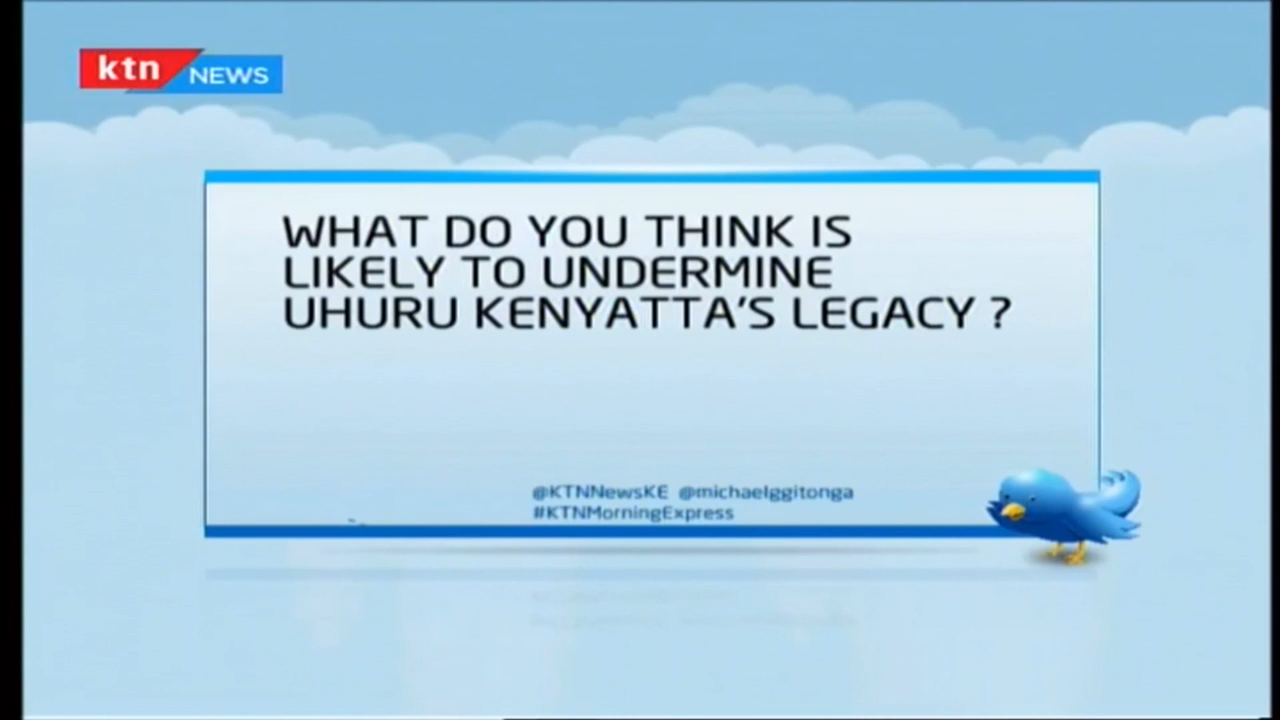 ktn NEWS
WHAT DO YOU THINK IS
LIKELY TO UNDERMINE
UHURU KENYATTA'S LEGACY ?
@KTNNewsKE @michaelggitonga
#KTNMorningExpress